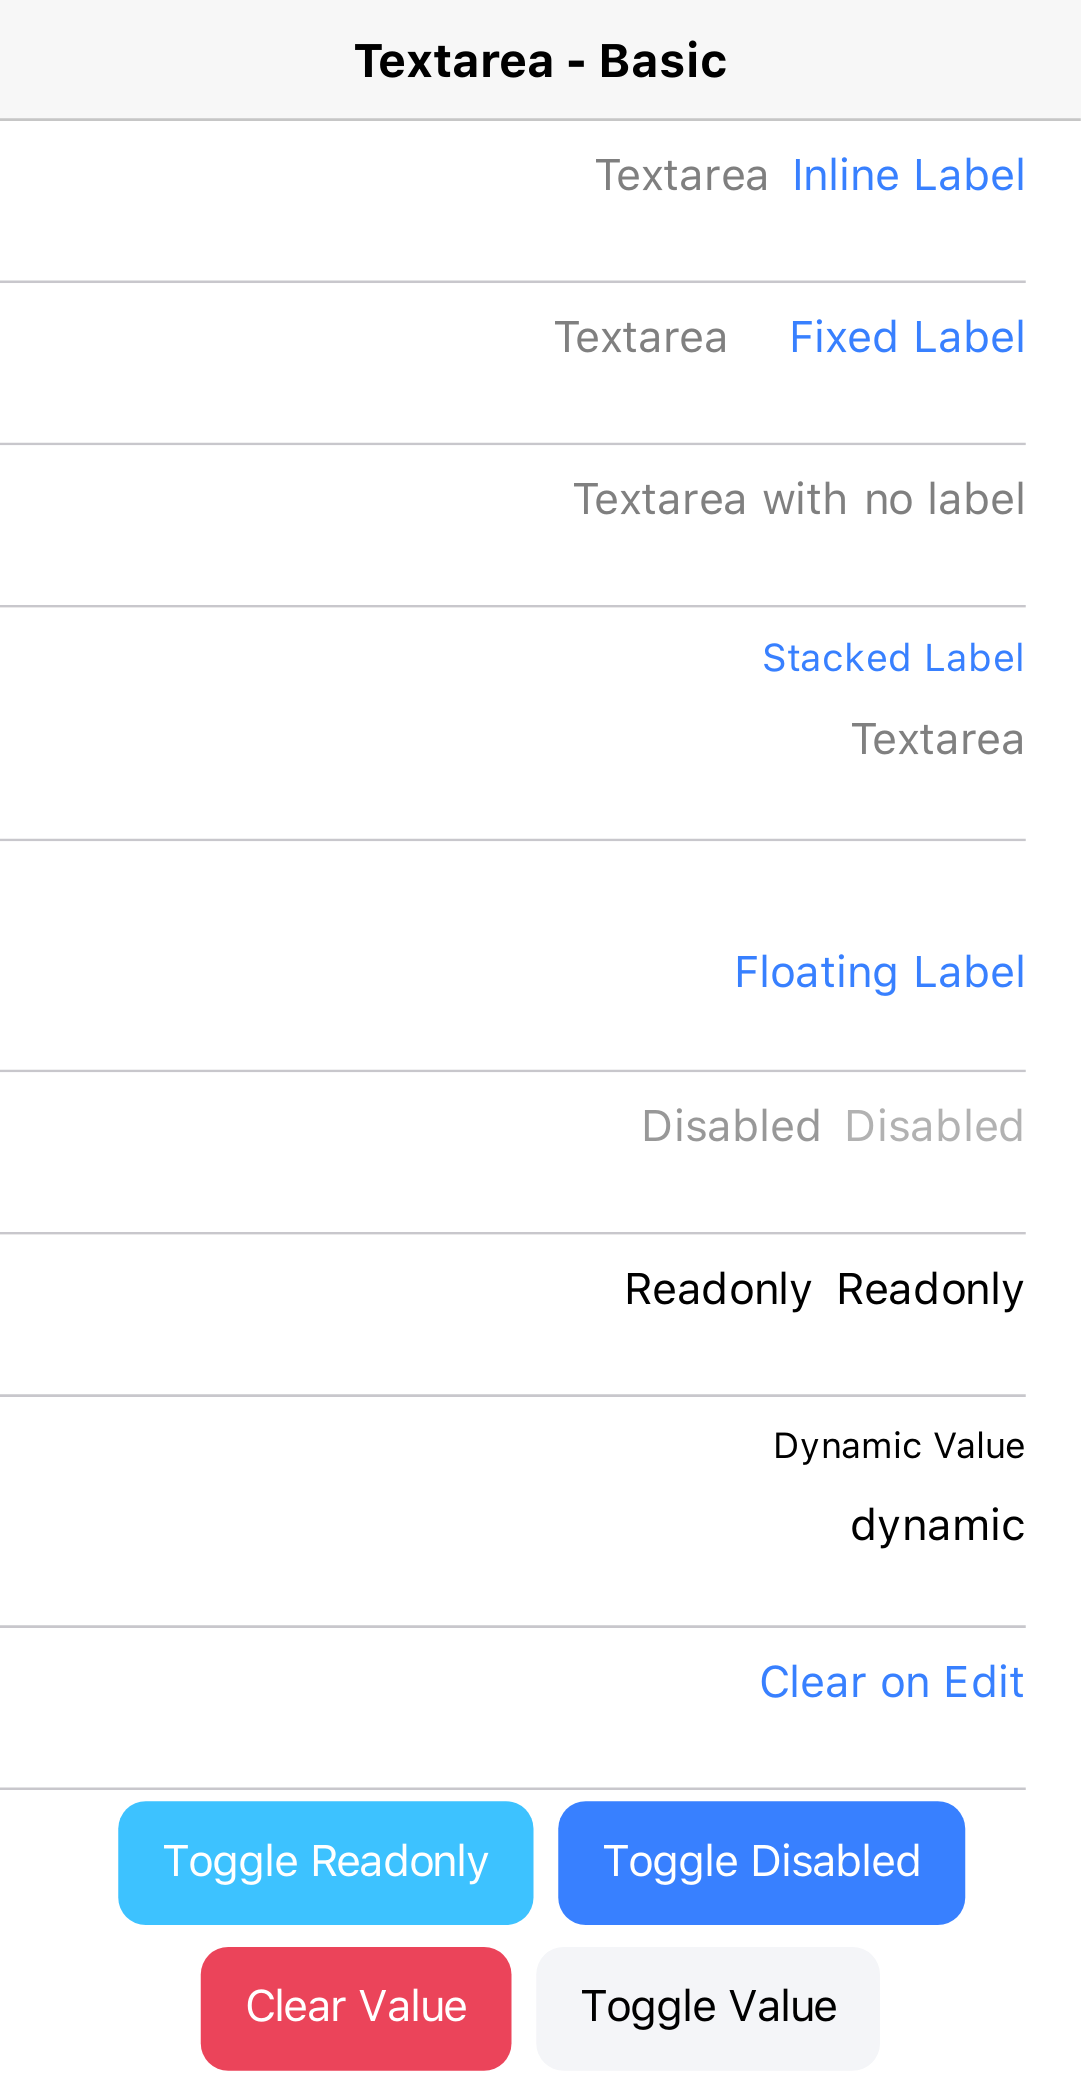 Textarea - Basic
Textarea Inline Label
Textarea Fixed Label
Textarea with no label
Stacked Label
Textarea
Floating Label
Disabled Disabled
Readonly Readonly
Dynamic Value
dynamic
Clear on Edit
Toggle Readonly Toggle Disabled
Clear Value Toggle Value